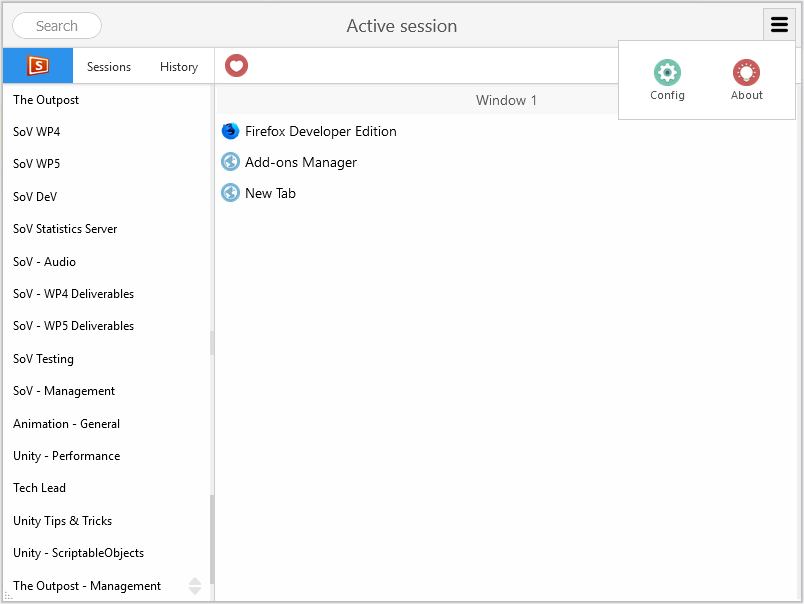 Search
Active session
Sessions
History
Config
About
The Outpost
SoV WP4
SoV WP5
SoV DeV
SoV Statistics Server
SoV - Audio
SoV - WP4 Deliverables
SoV - WP5 Deliverables
SoV Testing
SoV - Management
Animation - General
Unity - Performance
Tech Lead
Unity Tips & Tricks
Unity - ScriptableObjects
The Outpost - Management
Window 1
Firefox Developer Edition
Add-ons Manager
New Tab